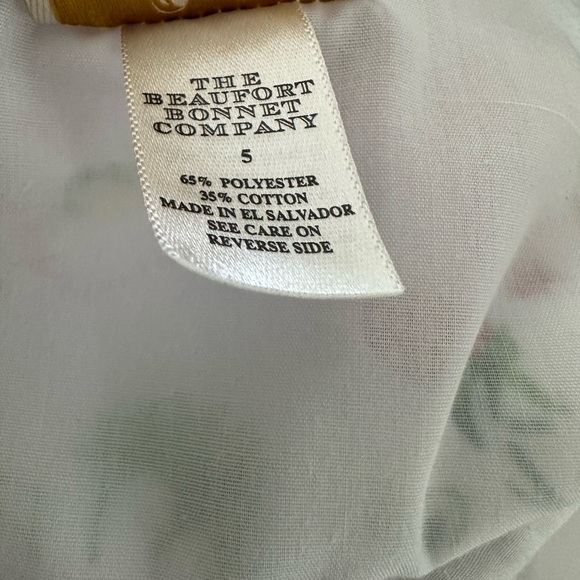 THE
BEAUFORT
BONNET
COMPANY
5
65% POLYESTER
35% COTTON
MADE IN EL SALVADOR
SEE CARE ON
REVERSE SIDE